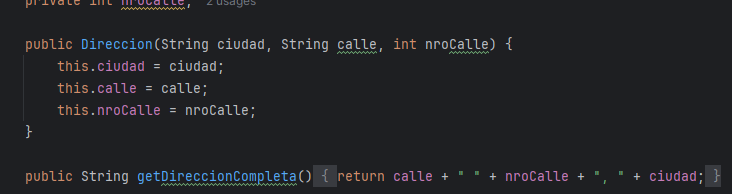 private int nroCalle; 2 usages
public Direccion(String ciudad, String calle, int nroCalle) {
this.ciudad = ciudad;
this.calle = calle;
this.nroCalle = nroCalle;
}
public String getDireccionCompleta() { return calle + " " + nroCalle + ", " + ciudad; }